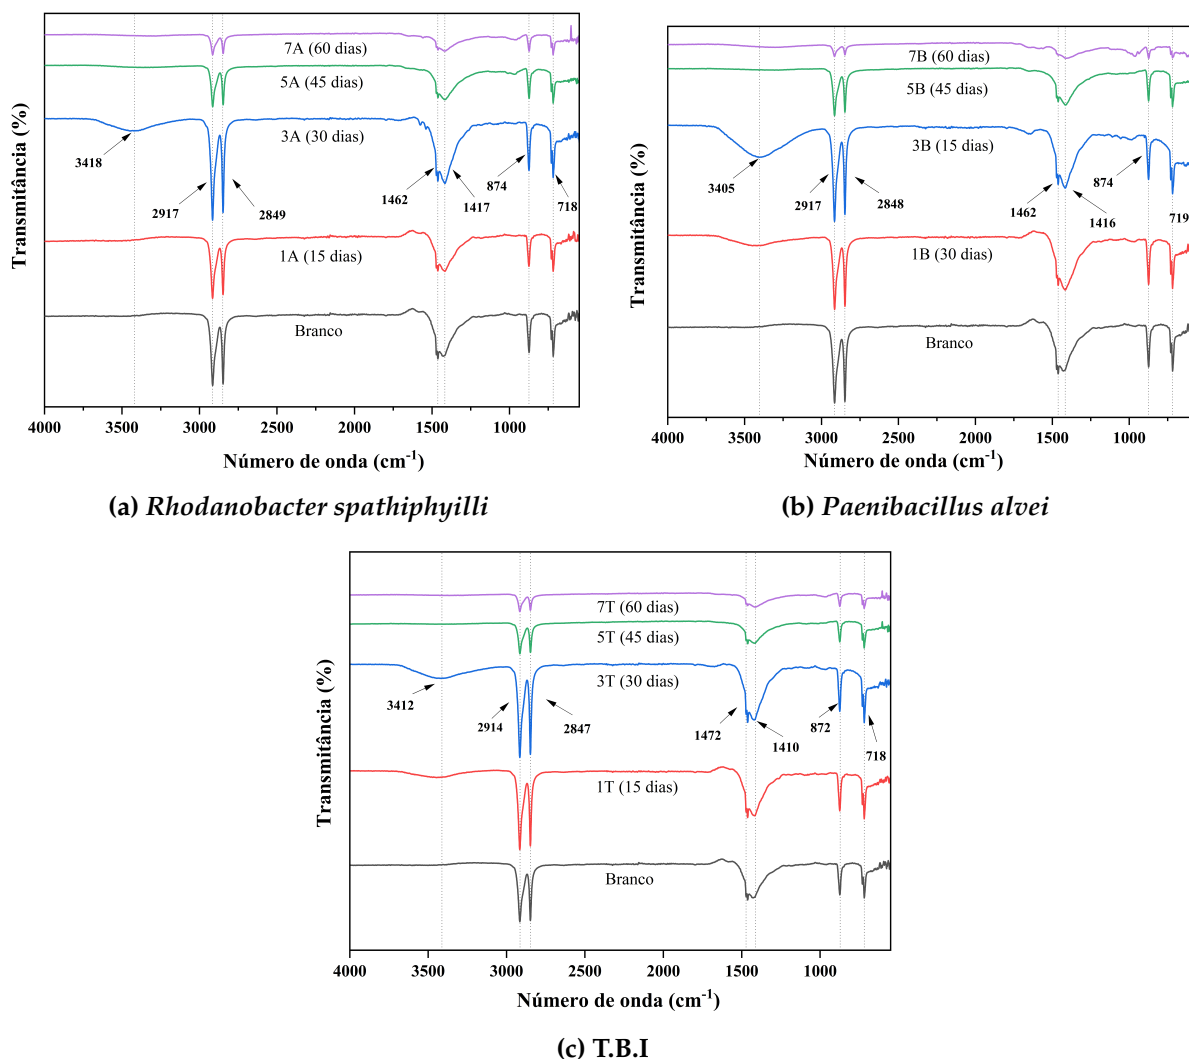 Transmitância (%)
7A (60 dias)
5A (45 dias)
3A (30 dias)
3418
2917
2849
1462
1417
874
718
1A (15 dias)
Branco
4000 3500 3000 2500 2000 1500 1000
Número de onda (cm-1)
(a) Rhodanobacter spathiphyilli
Transmitância (%)
7B (60 dias)
5B (45 dias)
3B (15 dias)
3405
2917
2848
1462
1416
874
719
1B (30 dias)
Branco
4000 3500 3000 2500 2000 1500 1000
Número de onda (cm-1)
(b) Paenibacillus alvei
Transmitância (%)
7T (60 dias)
5T (45 dias)
3T (30 dias)
3412
2914
2847
1472
1410
872
718
1T (15 dias)
Branco
4000 3500 3000 2500 2000 1500 1000
Número de onda (cm-1)
(c) T.B.I